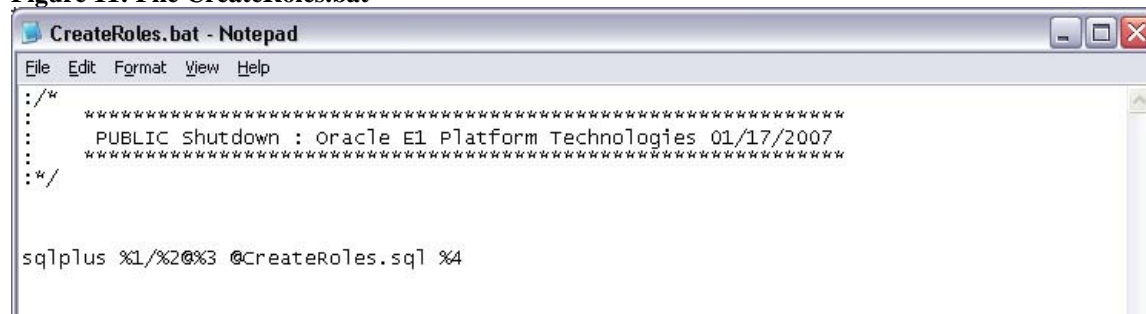 Figure 11: The CreateRoles.bat
CreateRoles.bat - Notepad
File Edit Format View Help
:/*
: **************************************************************
: PUBLIC Shutdown : Oracle E1 Platform Technologies 01/17/2007
: **************************************************************
:*/
sqlplus %1/%2@%3 @CreateRoles.sql %4